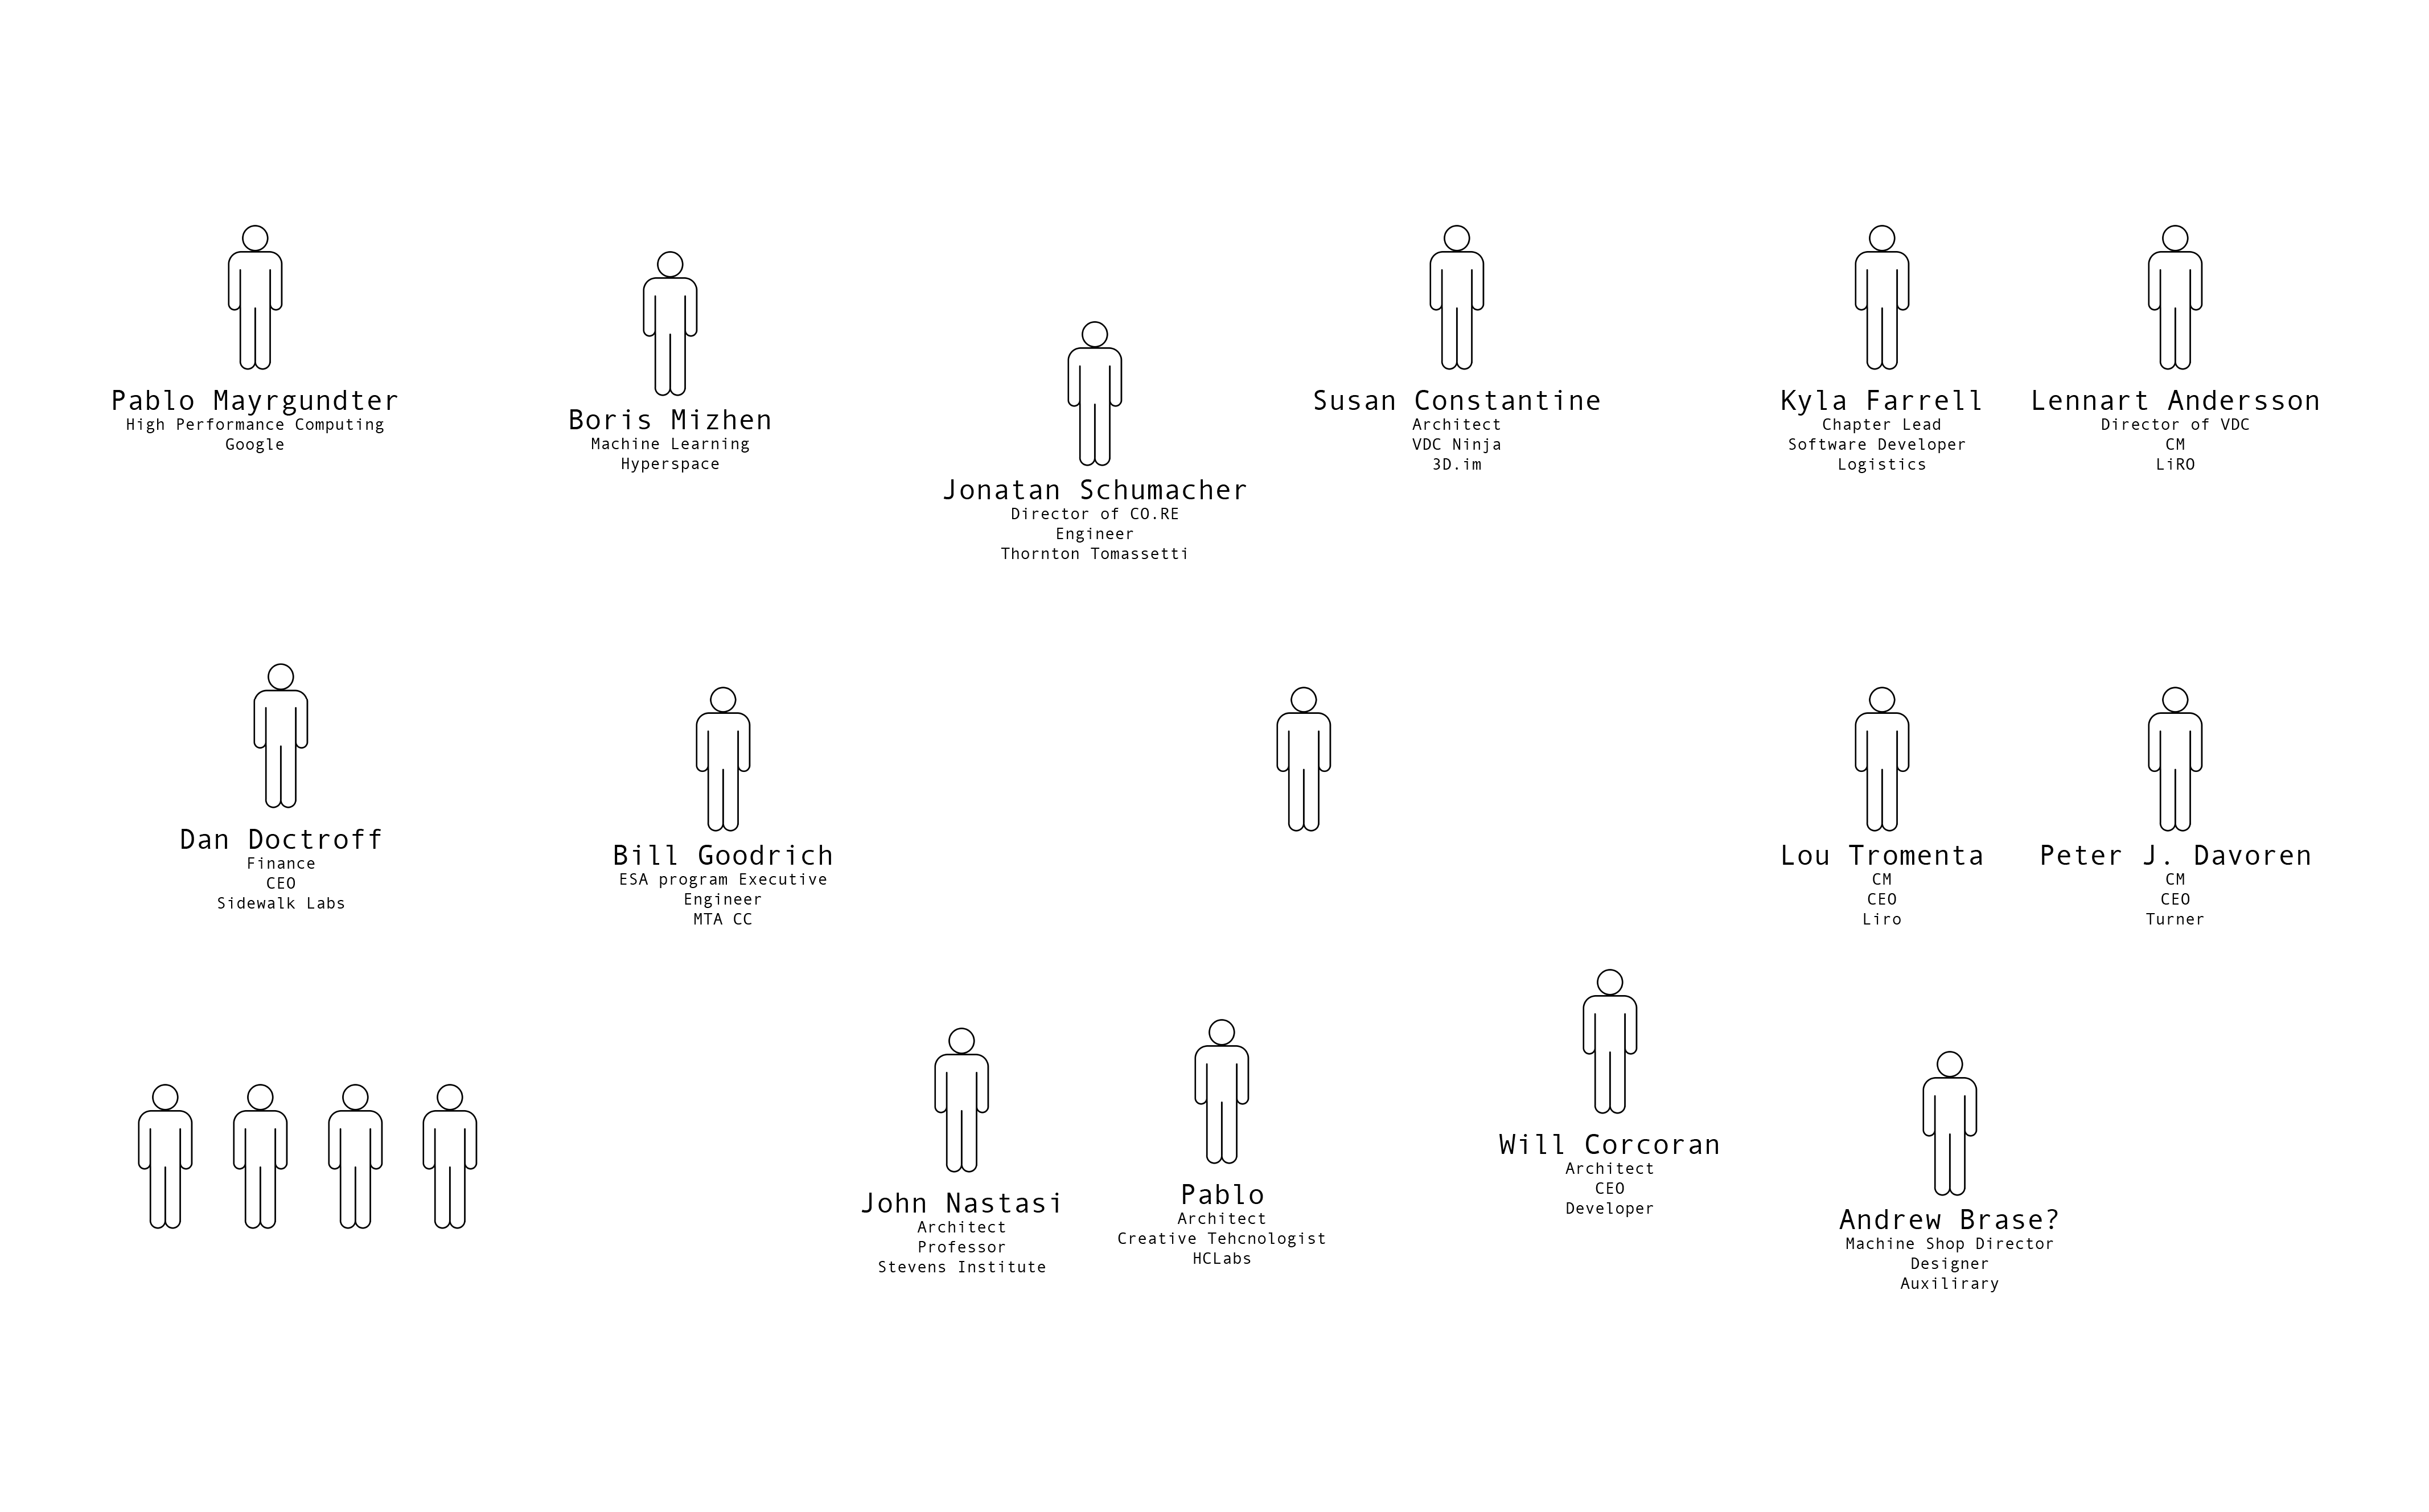 Pablo Mayrgundter
High Performance Computing
Google
Boris Mizhen
Machine Learning
Hyperspace
Jonatan Schumacher
Director of CO.RE
Engineer
Thornton Tomassetti
Susan Constantine
Architect
VDC Ninja
3D.im
Kyla Farrell
Chapter Lead
Software Developer
Logistics
Lennart Andersson
Director of VDC
CM
LiRO
Dan Doctroff
Finance
CEO
Sidewalk Labs
Bill Goodrich
ESA program Executive
Engineer
MTA CC
Lou Tromenta
CM
CEO
Liro
Peter J. Davoren
CM
CEO
Turner
John Nastasi
Architect
Professor
Stevens Institute
Pablo
Architect
Creative Tehcnologist
HCLabs
Will Corcoran
Architect
CEO
Developer
Andrew Brase?
Machine Shop Director
Designer
Auxilirary